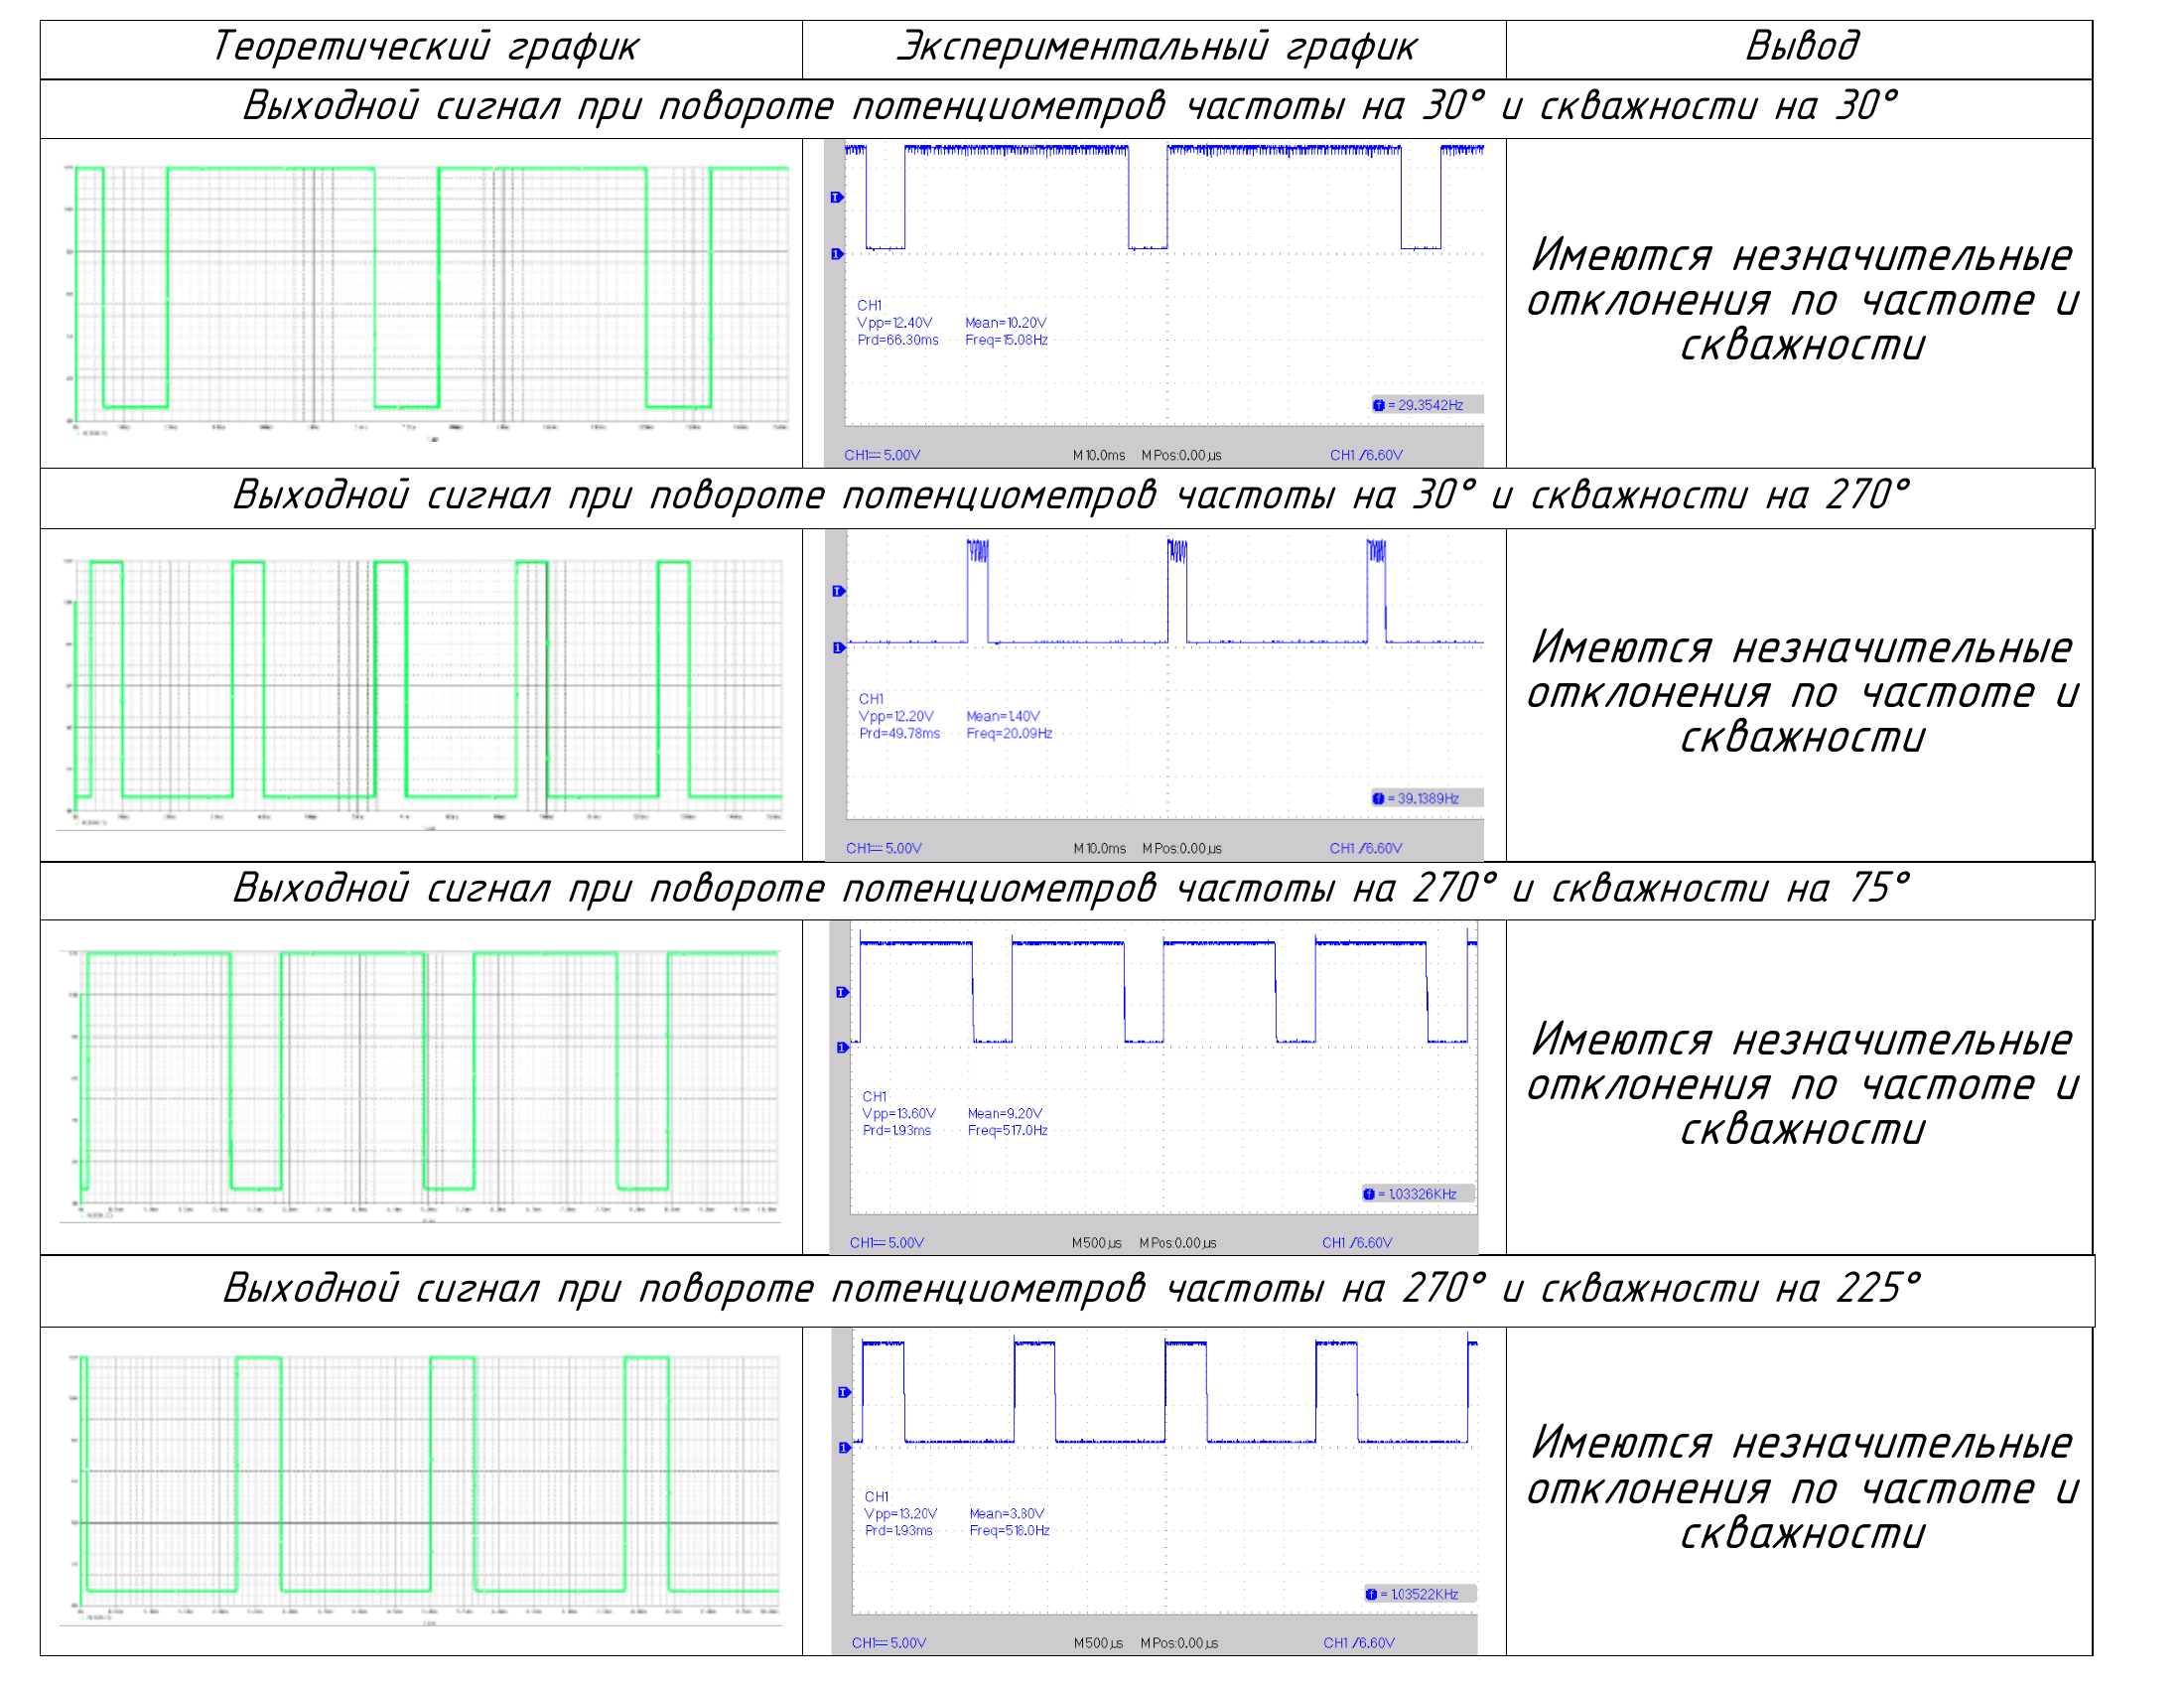 Теоретический график
Экспериментальный график
Вывод
Выходной сигнал при повороте потенциометров частоты на 30° и скважности на 30°
CH1
Vpp=12.40V Mean=10.20V
Prd=66.30ms Freq=15.08Hz
f = 29.3542Hz
CH1 5.00V M 10.0ms M Pos:0.00µs CH1 /6.60V
Имеются незначительные
отклонения по частоте и
скважности
Выходной сигнал при повороте потенциометров частоты на 30° и скважности на 270°
CH1
Vpp=12.20V Mean=1.40V
Prd=49.78ms Freq=20.09Hz
f = 39.1389Hz
CH1 5.00V M 10.0ms M Pos:0.00µs CH1 /6.60V
Имеются незначительные
отклонения по частоте и
скважности
Выходной сигнал при повороте потенциометров частоты на 270° и скважности на 75°
CH1
Vpp=13.60V Mean=9.20V
Prd=1.93ms Freq=517.0Hz
f = 1.03326KHz
CH1 5.00V M 500µs M Pos:0.00µs CH1 /6.60V
Имеются незначительные
отклонения по частоте и
скважности
Выходной сигнал при повороте потенциометров частоты на 270° и скважности на 225°
CH1
Vpp=13.20V Mean=3.80V
Prd=1.93ms Freq=518.0Hz
f = 1.03522KHz
CH1 5.00V M 500µs M Pos:0.00µs CH1 /6.60V
Имеются незначительные
отклонения по частоте и
скважности